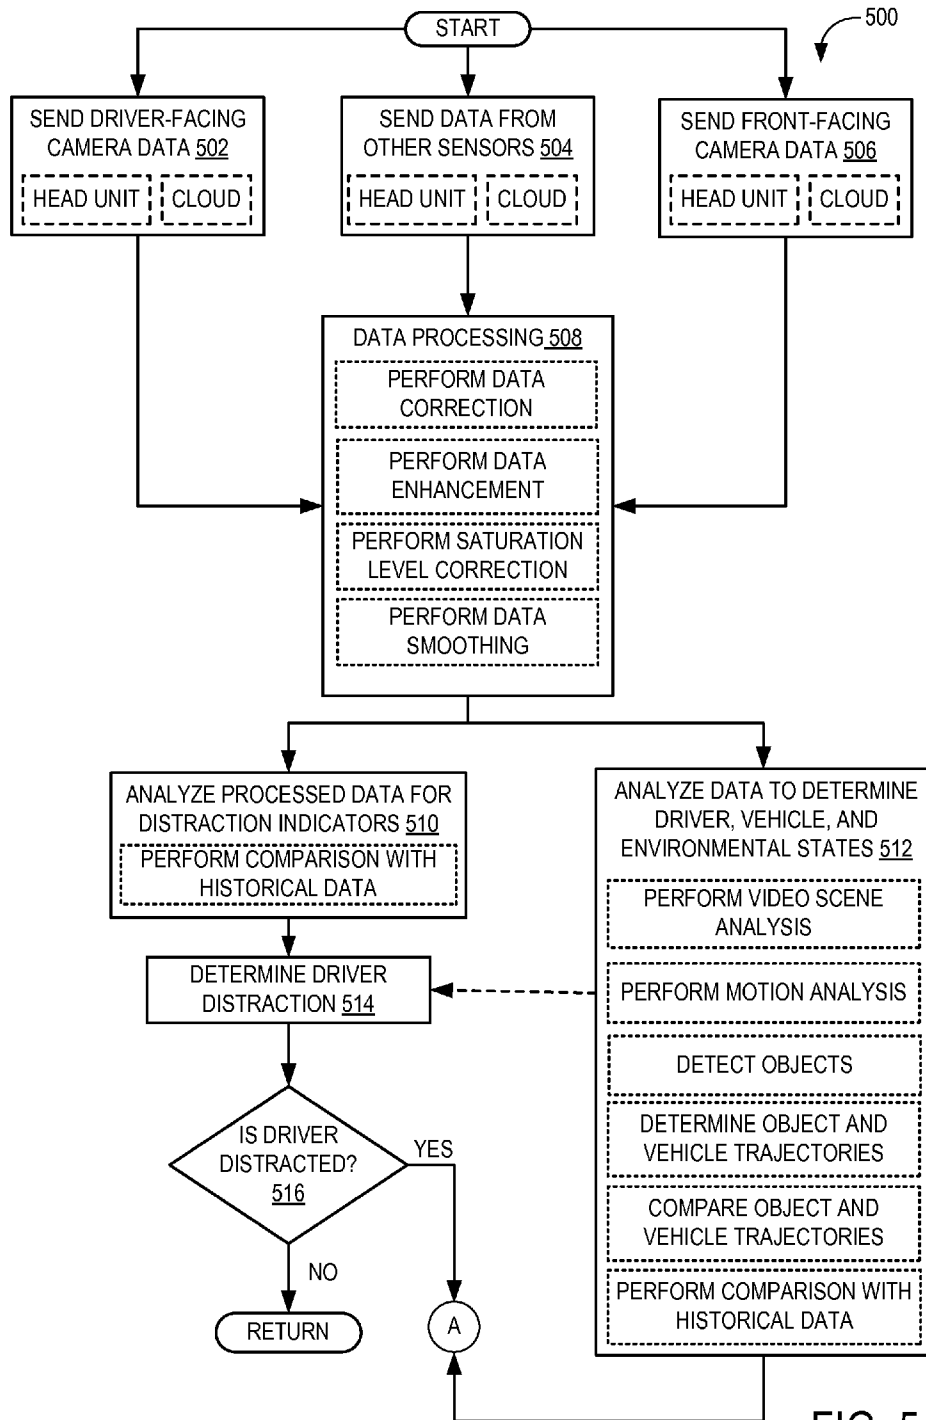 START
500
SEND DRIVER-FACING
CAMERA DATA 502
HEAD UNIT
CLOUD
SEND DATA FROM
OTHER SENSORS 504
HEAD UNIT
CLOUD
SEND FRONT-FACING
CAMERA DATA 506
HEAD UNIT
CLOUD
DATA PROCESSING 508
PERFORM DATA
CORRECTION
PERFORM DATA
ENHANCEMENT
PERFORM SATURATION
LEVEL CORRECTION
PERFORM DATA
SMOOTHING
ANALYZE PROCESSED DATA FOR
DISTRACTION INDICATORS 510
PERFORM COMPARISON WITH
HISTORICAL DATA
DETERMINE DRIVER
DISTRACTION 514
IS DRIVER
DISTRACTED?
516
YES
NO
RETURN
A
ANALYZE DATA TO DETERMINE
DRIVER, VEHICLE, AND
ENVIRONMENTAL STATES 512
PERFORM VIDEO SCENE
ANALYSIS
PERFORM MOTION ANALYSIS
DETECT OBJECTS
DETERMINE OBJECT AND
VEHICLE TRAJECTORIES
COMPARE OBJECT AND
VEHICLE TRAJECTORIES
PERFORM COMPARISON WITH
HISTORICAL DATA
FIG. 5